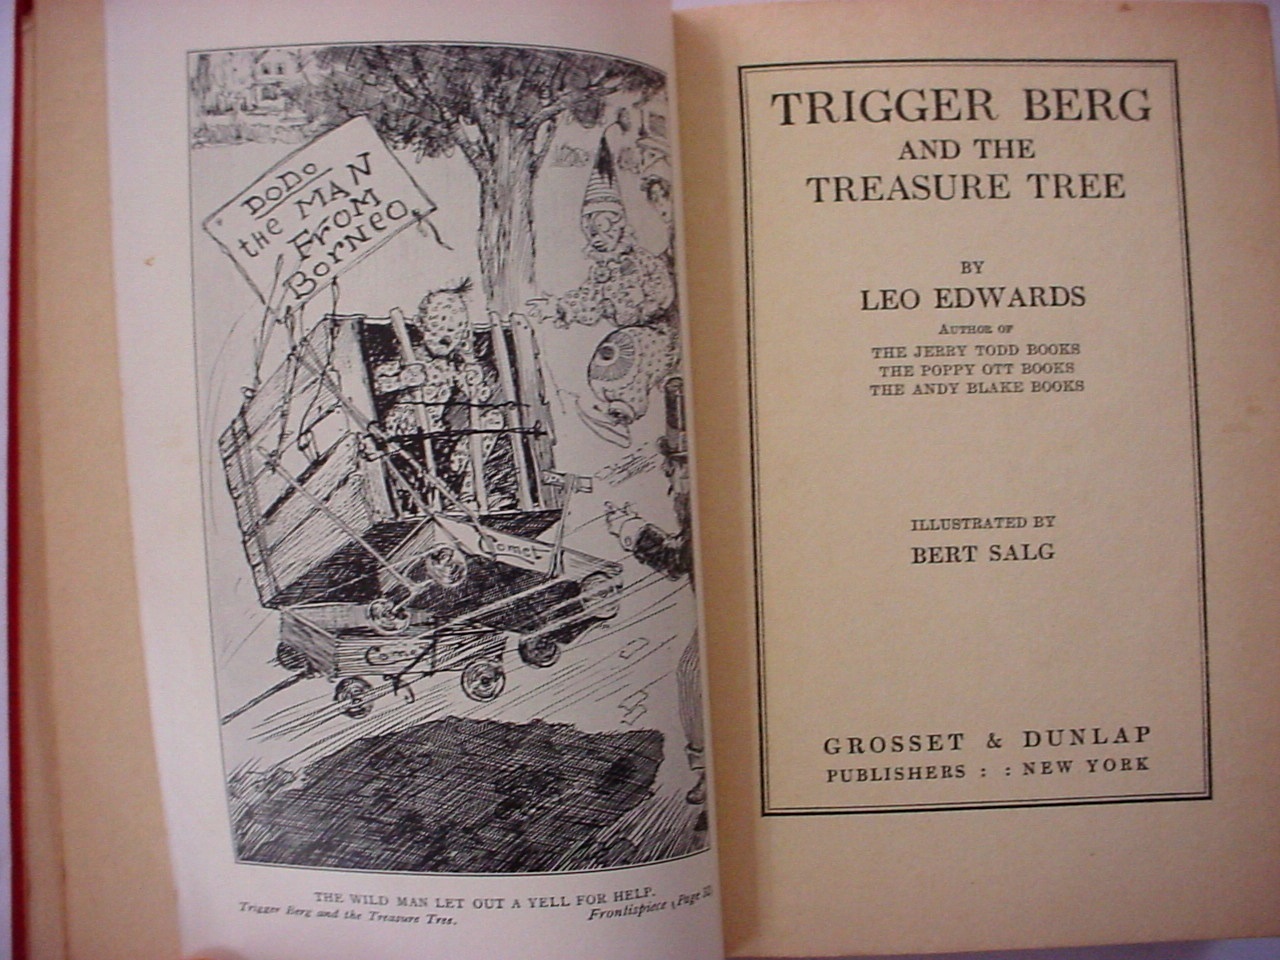 DODO
the MAN
From
Borneo
Comet
Comet
THE WILD MAN LET OUT A YELL FOR HELP.
Trigger Berg and the Treasure Tree.
Frontispiece (Page
TRIGGER BERG
AND THE
TREASURE TREE
BY
LEO EDWARDS
AUTHOR OF
THE JERRY TODD BOOKS
THE POPPY OTT BOOKS
THE ANDY BLAKE BOOKS
ILLUSTRATED BY
BERT SALG
GROSSET & DUNLAP
PUBLISHERS : : NEW YORK